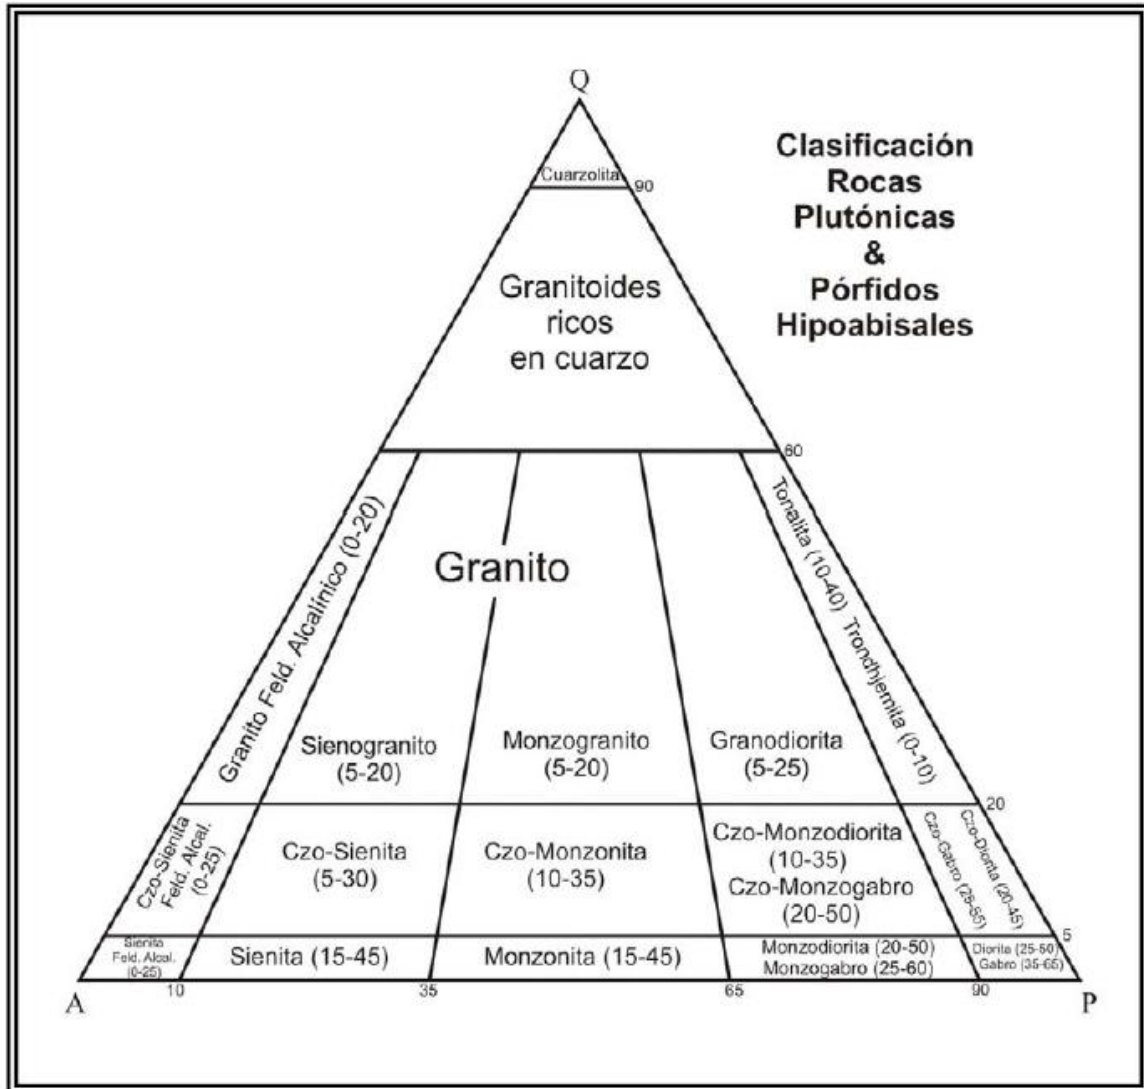 Q
Clasificación
Rocas
Plutónicas
&
Pórfidos
Hipoabisales
Cuarzolita
90
Granitoides
ricos
en cuarzo
60
Granito Feld. Alcalínico (0-20)
Granito
Tonalita (10-40) Trondhjemita (0-10)
Sienogranito
(5-20)
Monzogranito
(5-20)
Granodiorita
(5-25)
20
Czo-Sienita
Feld. Alcal.
(0-25)
Czo-Sienita
(5-30)
Czo-Monzonita
(10-35)
Czo-Monzodiorita
(10-35)
Czo-Monzogabro
(20-50)
Czo-Gabro (25-55)
Czo-Diorita (20-45)
5
Sienita
Feld. Alcal.
(0-25)
Sienita (15-45)
Monzonita (15-45)
Monzodiorita (20-50)
Monzogabro (25-60)
Diorita (25-50)
Gabro (35-65)
A
10
35
65
90
P